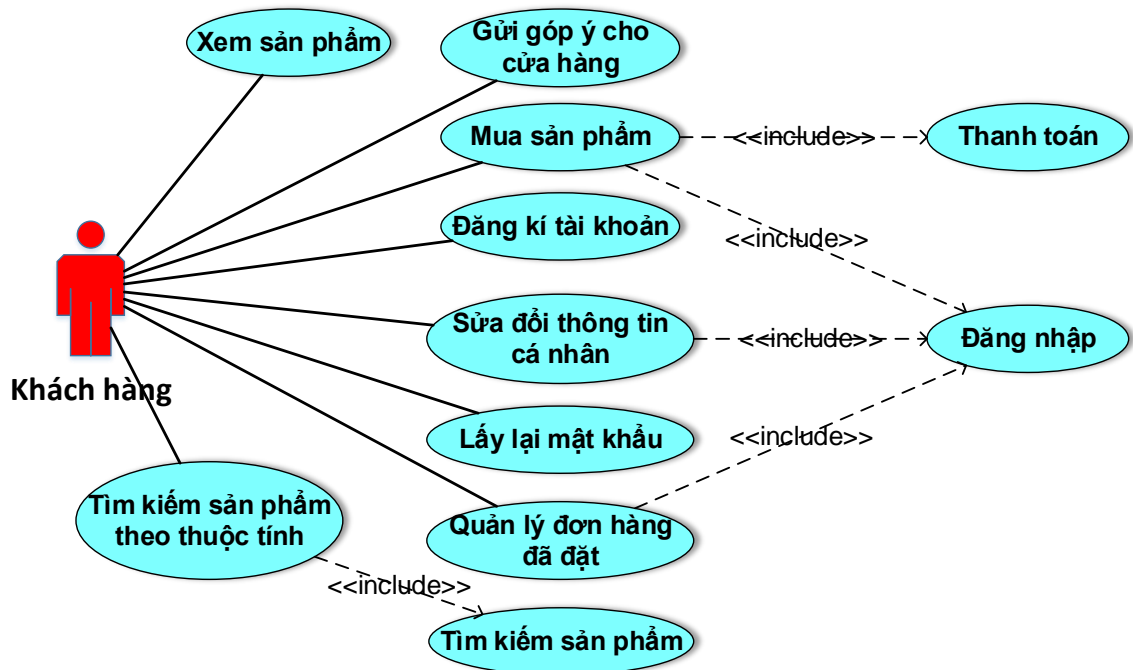 Xem sản phẩm
Gửi góp ý cho
cửa hàng
Mua sản phẩm
<<include>>
Thanh toán
Đăng kí tài khoản
<<include>>
Sửa đổi thông tin
cá nhân
<<include>>
Đăng nhập
Khách hàng
Lấy lại mật khẩu
<<include>>
Tìm kiếm sản phẩm
theo thuộc tính
Quản lý đơn hàng
đã đặt
<<include>>
Tìm kiếm sản phẩm